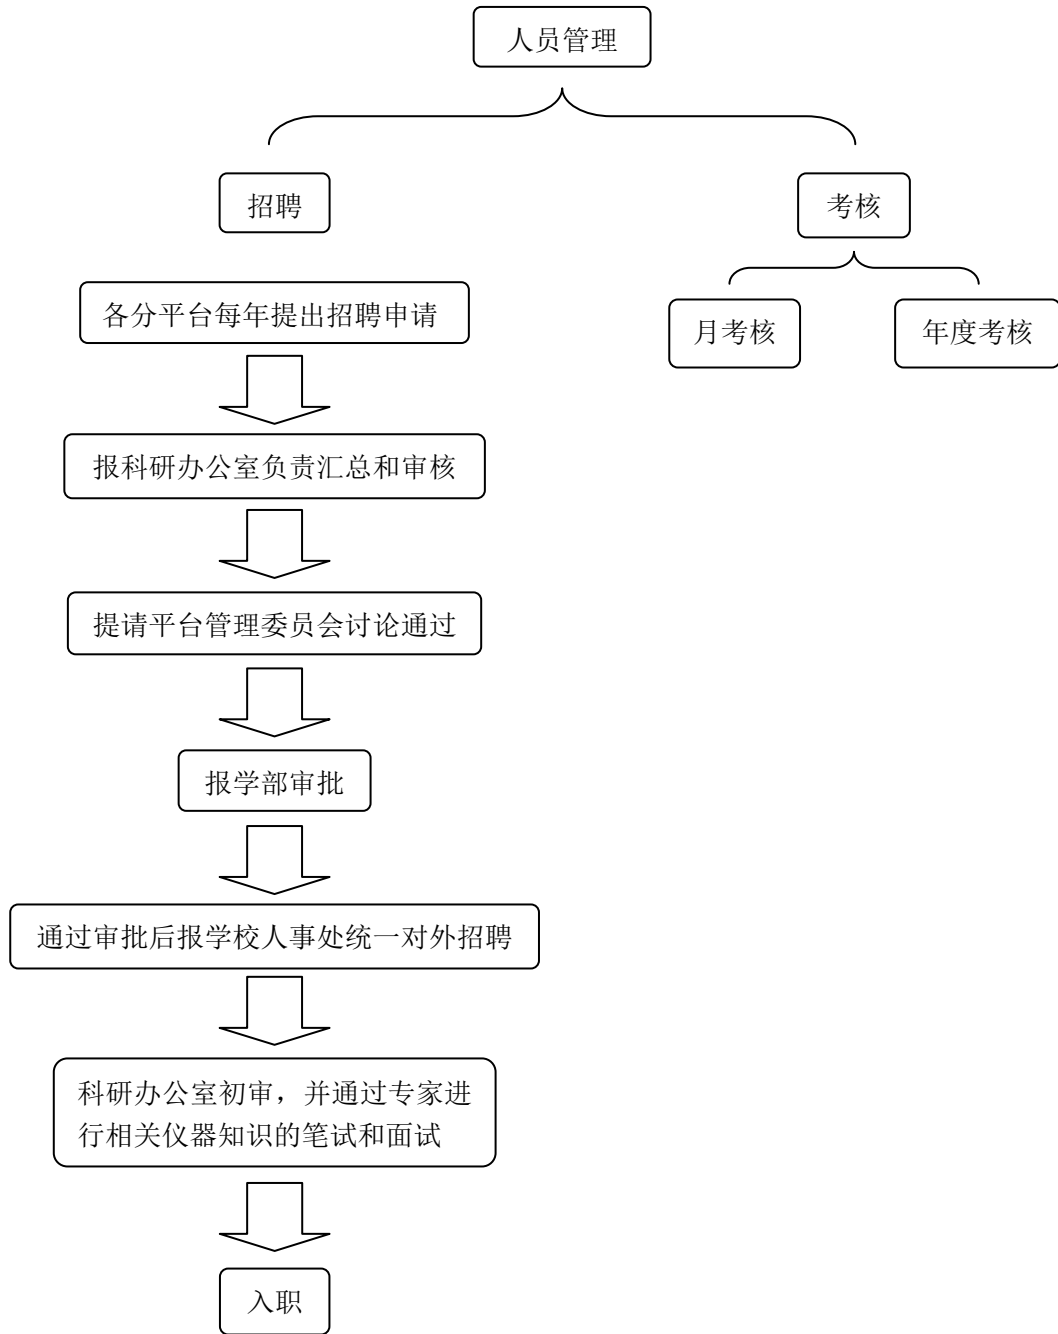 人员管理
招聘
考核
各分平台每年提出招聘申请
月考核
年度考核
报科研办公室负责汇总和审核
提请平台管理委员会讨论通过
报学部审批
通过审批后报学校人事处统一对外招聘
科研办公室初审，并通过专家进
行相关仪器知识的笔试和面试
入职